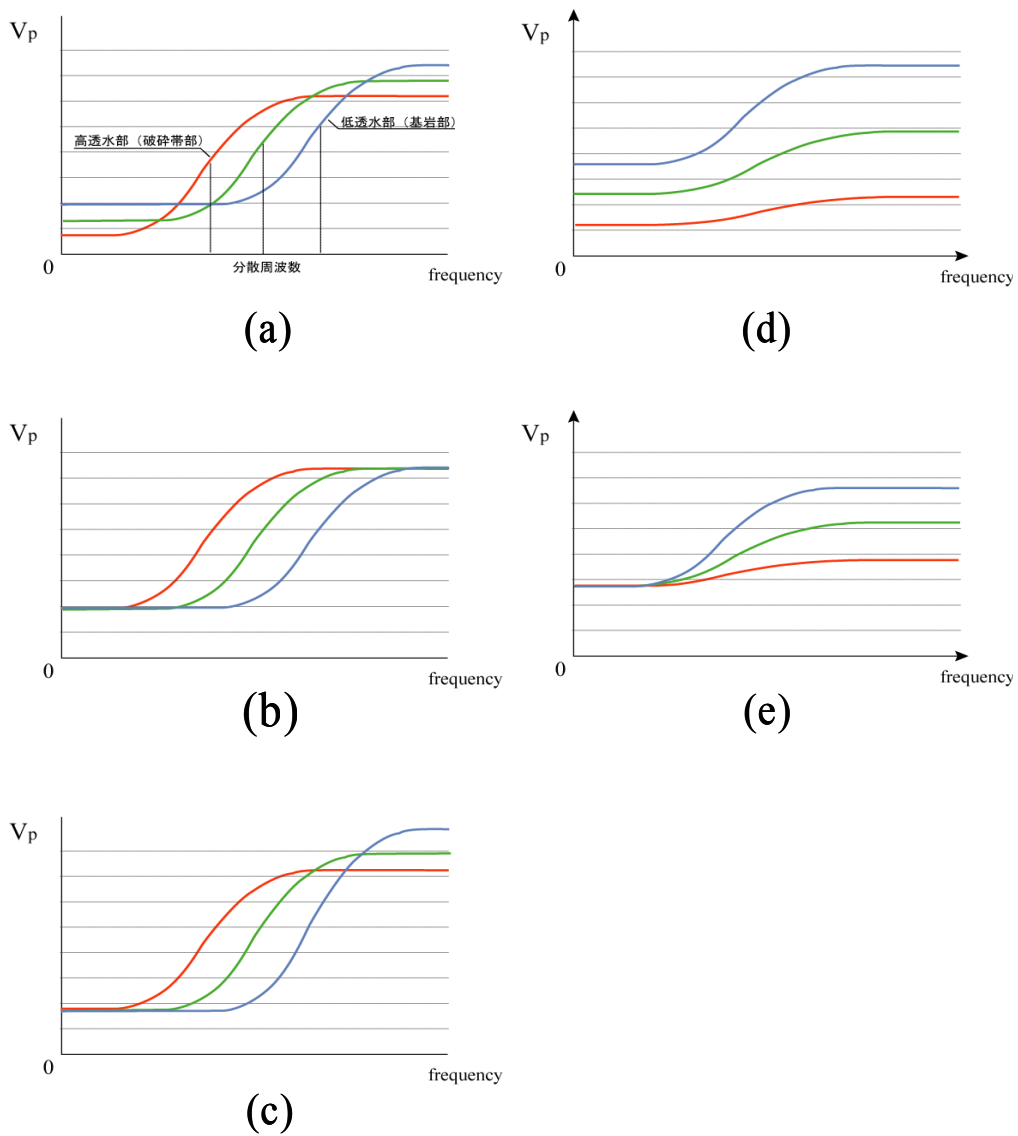 Vp
高透水部（破砕帯部）
低透水部（基岩部）
0
分散周波数
frequency
(a)
Vp
0
frequency
(d)
Vp
0
frequency
(b)
Vp
0
frequency
(e)
Vp
0
frequency
(c)